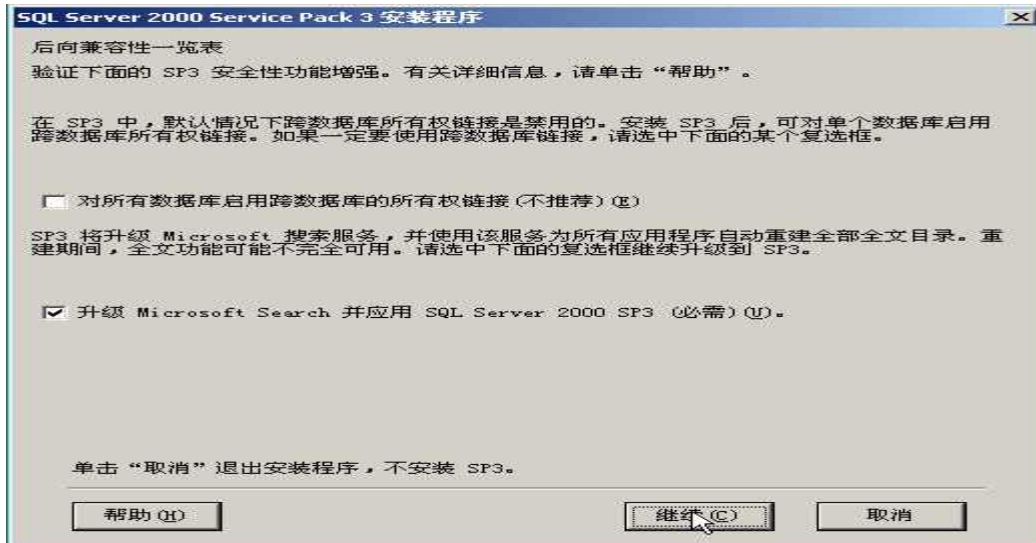 SQL Server 2000 Service Pack 3 安装程序
后向兼容性一览表
验证下面的 SP3 安全性功能增强。有关详细信息，请单击“帮助”。
在 SP3 中，默认情况下跨数据库所有权链接是禁用的。安装 SP3 后，可对单个数据库启用
跨数据库所有权链接。如果一定要使用跨数据库链接，请选中下面的某个复选框。
对所有数据库启用跨数据库的所有权链接(不推荐)(E)
SP3 将升级 Microsoft 搜索服务，并使用该服务为所有应用程序自动重建全部全文目录。重
建期间，全文功能可能不完全可用。请选中下面的复选框继续升级到 SP3。
升级 Microsoft Search 并应用 SQL Server 2000 SP3 (必需)(U)。
单击“取消”退出安装程序，不安装 SP3。
帮助(H)
继续(C)
取消